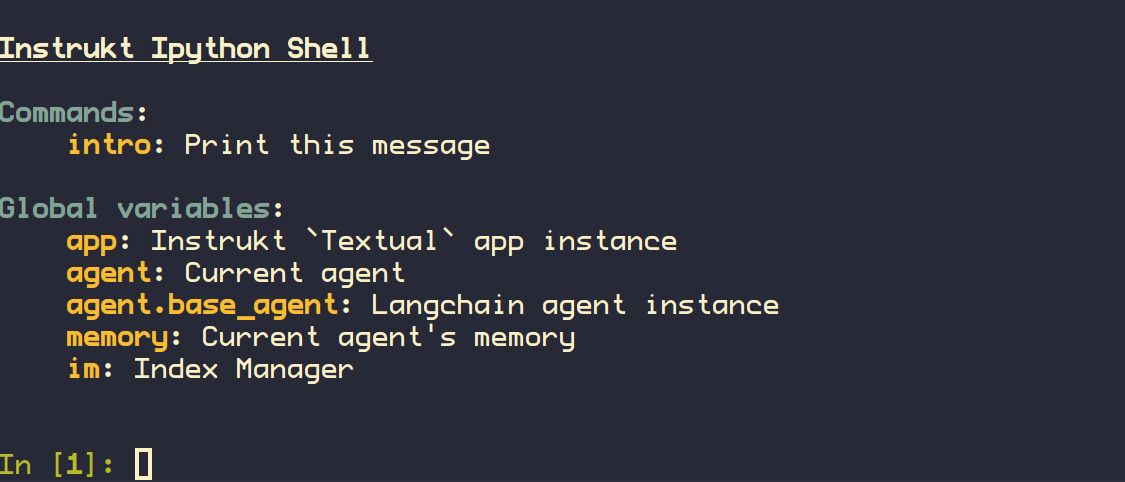 Instrukt Ipython Shell
Commands:
intro: Print this message
Global variables:
app: Instrukt `Textual` app instance
agent: Current agent
agent.base_agent: Langchain agent instance
memory: Current agent's memory
im: Index Manager
In [1]: